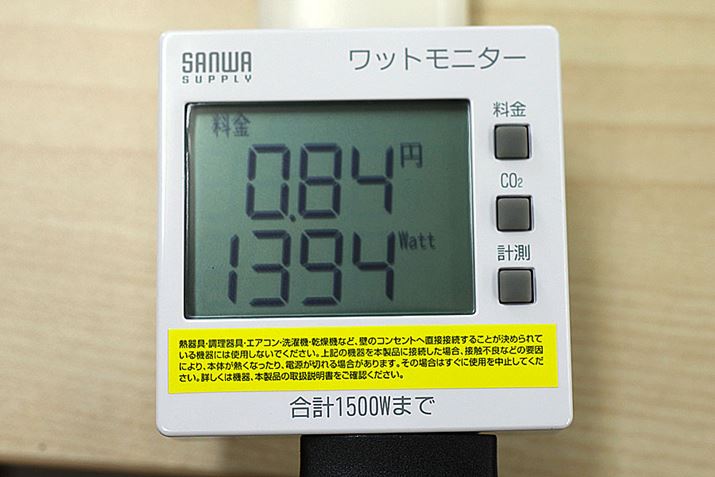 SANWA
SUPPLY
ワットモニター
料金
料金
0.84円
CO₂
1394Watt
計測
熱器具・調理器具・エアコン・洗濯機・乾燥機など、壁のコンセントへ直接接続することが決められて
いる機器には使用しないでください。上記の機器を本製品に接続した場合、接触不良などの要因
により、本体が熱くなったり、電源が切れる場合があります。その場合はすぐに使用を中止してくだ
さい。詳しくは機器、本製品の取扱説明書をご確認ください。
合計1500Wまで